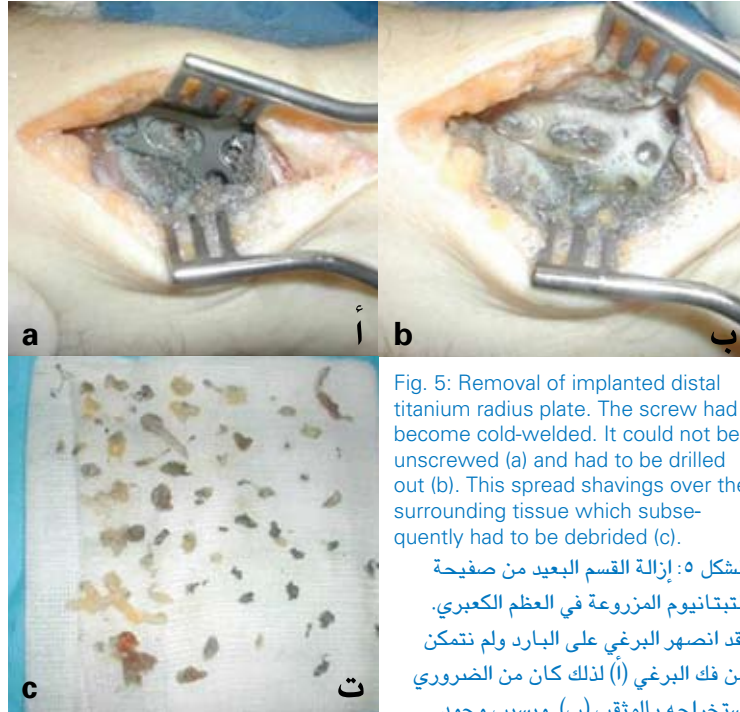 a
أ
b
ب
c
ت
Fig. 5: Removal of implanted distal
titanium radius plate. The screw had
become cold-welded. It could not be
unscrewed (a) and had to be drilled
out (b). This spread shavings over the
surrounding tissue which subse-
quently had to be debrided (c).
٥: إزالة القسم البعيد من صفيحة
المزروعة في العظم الكعبري.
انصهر البرغي على البارد ولم نتمكن
فك البرغي (أ) لذلك كان من الضروري
بالمثقب (ب).